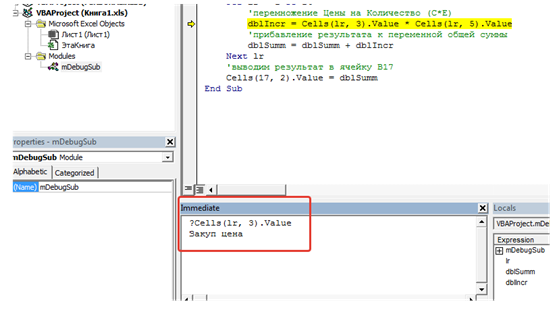 VBAProject (Книга1.xls)
Microsoft Excel Objects
Лист1 (Лист1)
ЭтаКнига
Modules
mDebugSub
'перемножение Цены на Количество (C*E)
dblIncr = Cells(lr, 3).Value * Cells(lr, 5).Value
'прибавление результата к переменной общей суммы
dblSumm = dblSumm + dblIncr
Next lr
'выводим результат в ячейку B17
Cells(17, 2).Value = dblSumm
End Sub
roperties - mDebugSub
mDebugSub Module
Alphabetic Categorized
(Name) mDebugSub
Immediate
?Cells(lr, 3).Value
Закуп цена
Locals
VBAProject.mDe
Expression
mDebugSub
lr
dblSumm
dblIncr